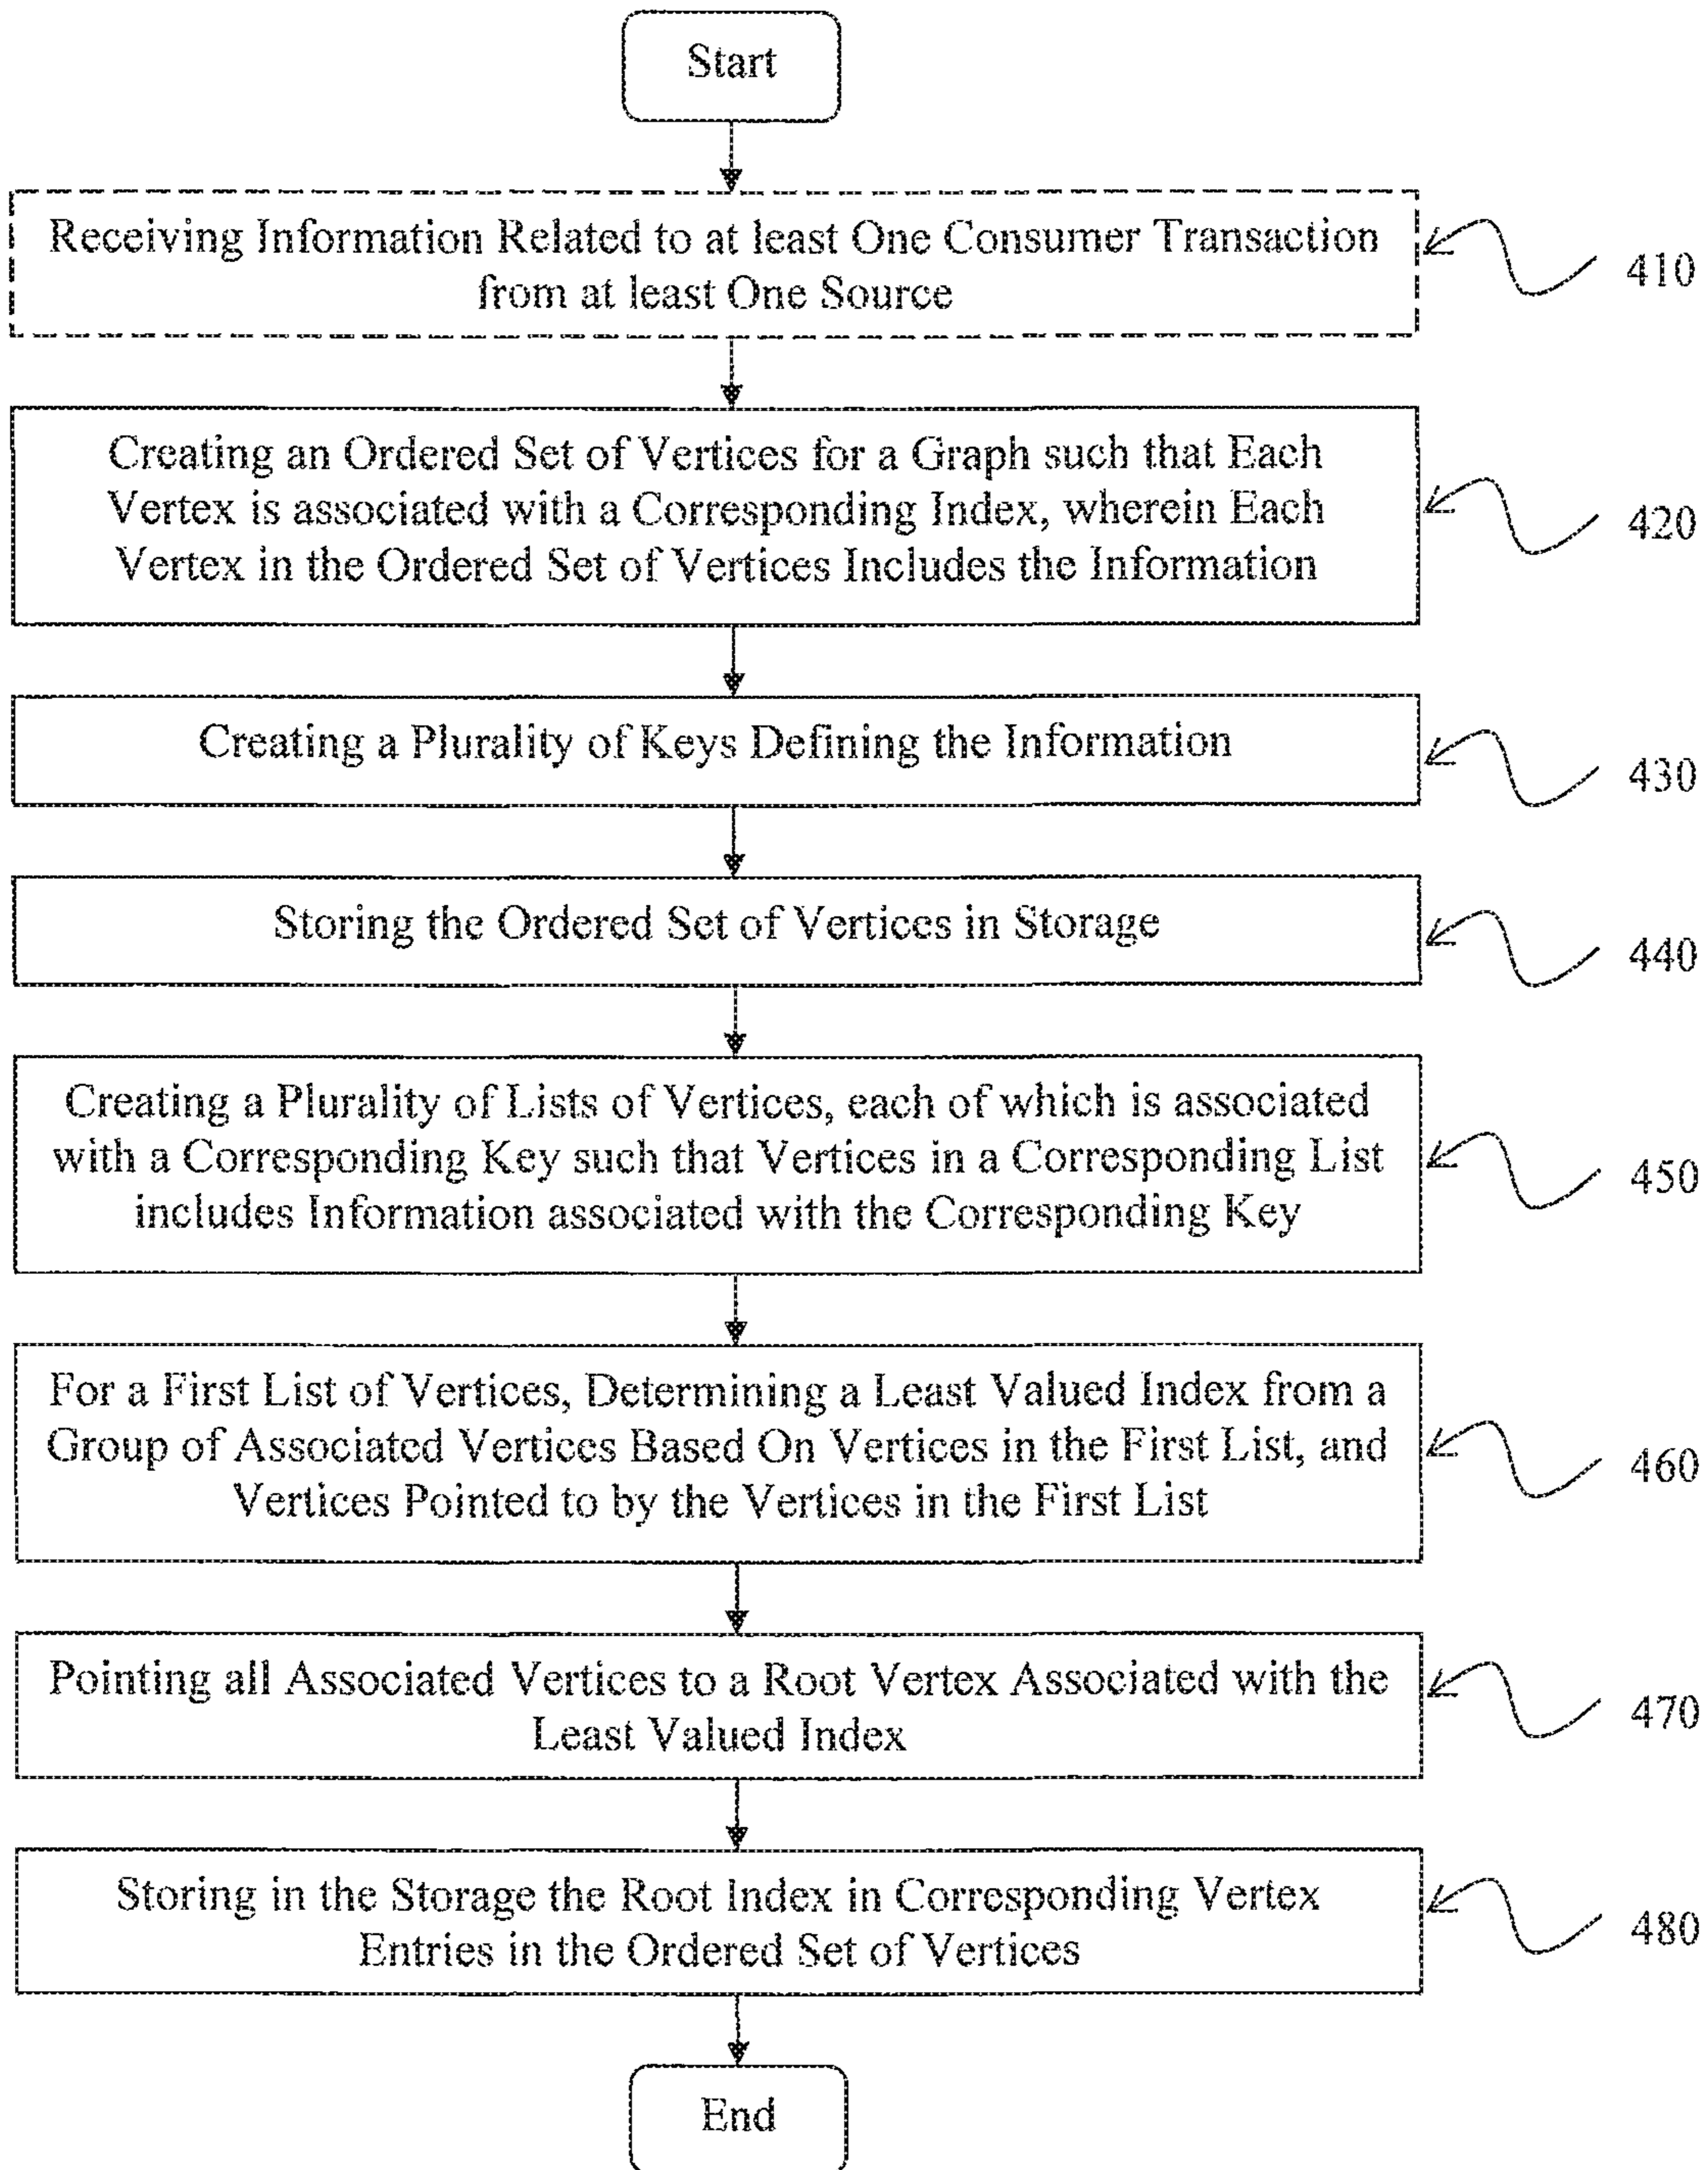 Start
Receiving Information Related to at least One Consumer Transaction
from at least One Source
410
Creating an Ordered Set of Vertices for a Graph such that Each
Vertex is associated with a Corresponding Index, wherein Each
Vertex in the Ordered Set of Vertices Includes the Information
420
Creating a Plurality of Keys Defining the Information
430
Storing the Ordered Set of Vertices in Storage
440
Creating a Plurality of Lists of Vertices, each of which is associated
with a Corresponding Key such that Vertices in a Corresponding List
includes Information associated with the Corresponding Key
450
For a First List of Vertices, Determining a Least Valued Index from a
Group of Associated Vertices Based On Vertices in the First List, and
Vertices Pointed to by the Vertices in the First List
460
Pointing all Associated Vertices to a Root Vertex Associated with the
Least Valued Index
470
Storing in the Storage the Root Index in Corresponding Vertex
Entries in the Ordered Set of Vertices
480
End